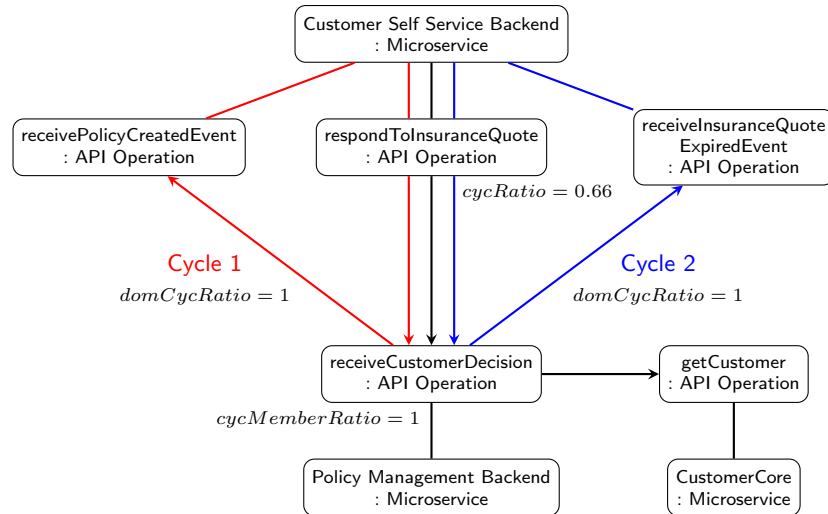 Customer Self Service Backend
: Microservice
receivePolicyCreatedEvent
: API Operation
respondToInsuranceQuote
: API Operation
receiveInsuranceQuote
ExpiredEvent
: API Operation
cycRatio = 0.66
Cycle 1
domCycRatio = 1
Cycle 2
domCycRatio = 1
receiveCustomerDecision
: API Operation
getCustomer
: API Operation
cycMemberRatio = 1
Policy Management Backend
: Microservice
CustomerCore
: Microservice